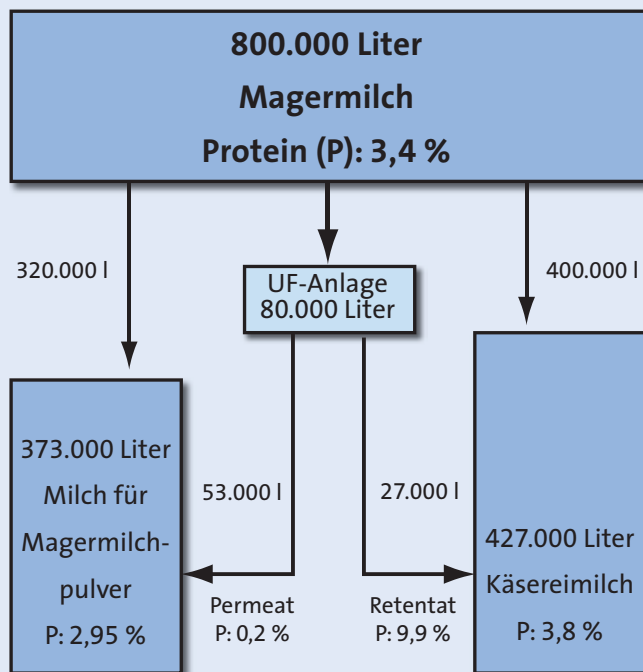 800.000 Liter
Magermilch
Protein (P): 3,4 %
320.000 l
400.000 l
UF-Anlage
80.000 Liter
373.000 Liter
Milch für
Magermilch-
pulver
P: 2,95 %
53.000 l
27.000 l
Permeat
P: 0,2 %
Retentat
P: 9,9 %
427.000 Liter
Käsereimilch
P: 3,8 %